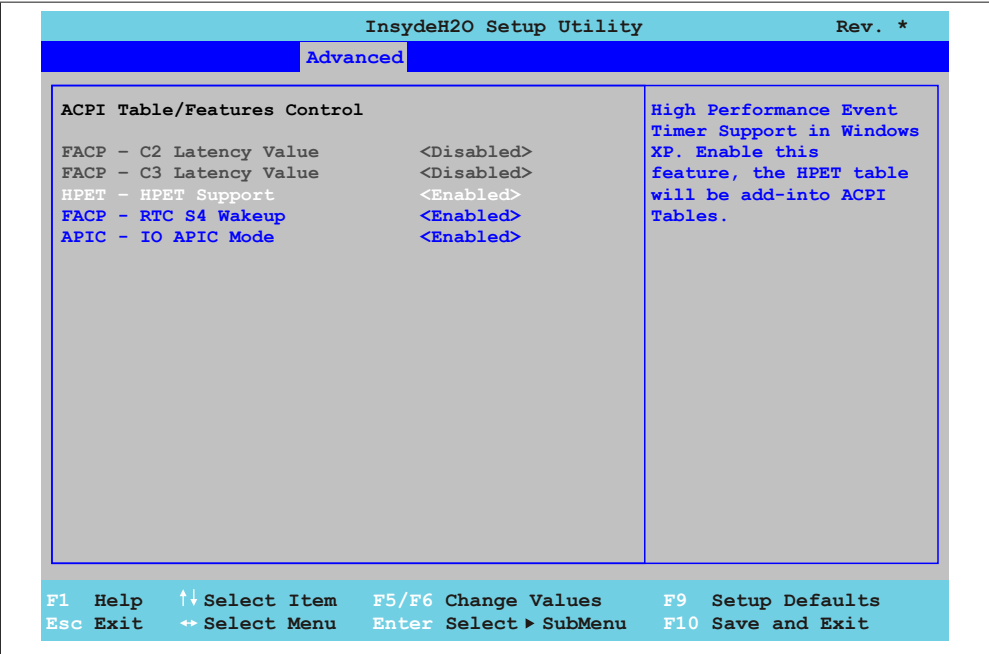 InsydeH2O Setup Utility Rev. *
Advanced
ACPI Table/Features Control
FACP – C2 Latency Value <Disabled>
FACP – C3 Latency Value <Disabled>
HPET – HPET Support <Enabled>
FACP - RTC S4 Wakeup <Enabled>
APIC - IO APIC Mode <Enabled>
High Performance Event
Timer Support in Windows
XP. Enable this
feature, the HPET table
will be add-into ACPI
Tables.
F1 Help ↑↓ Select Item F5/F6 Change Values F9 Setup Defaults
Esc Exit ↔ Select Menu Enter Select ▶ SubMenu F10 Save and Exit